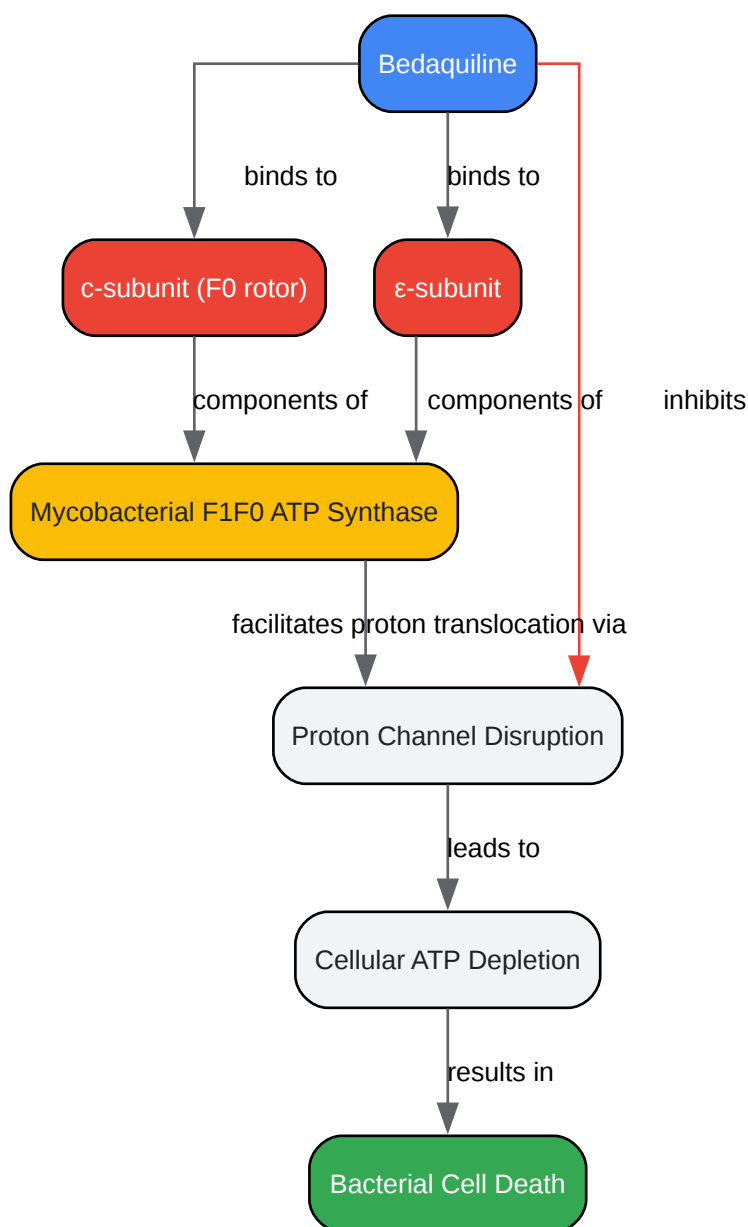 Bedaquiline
binds to
binds to
c-subunit (F0 rotor)
ε-subunit
components of
components of
inhibits
Mycobacterial F1F0 ATP Synthase
facilitates proton translocation via
Proton Channel Disruption
leads to
Cellular ATP Depletion
results in
Bacterial Cell Death